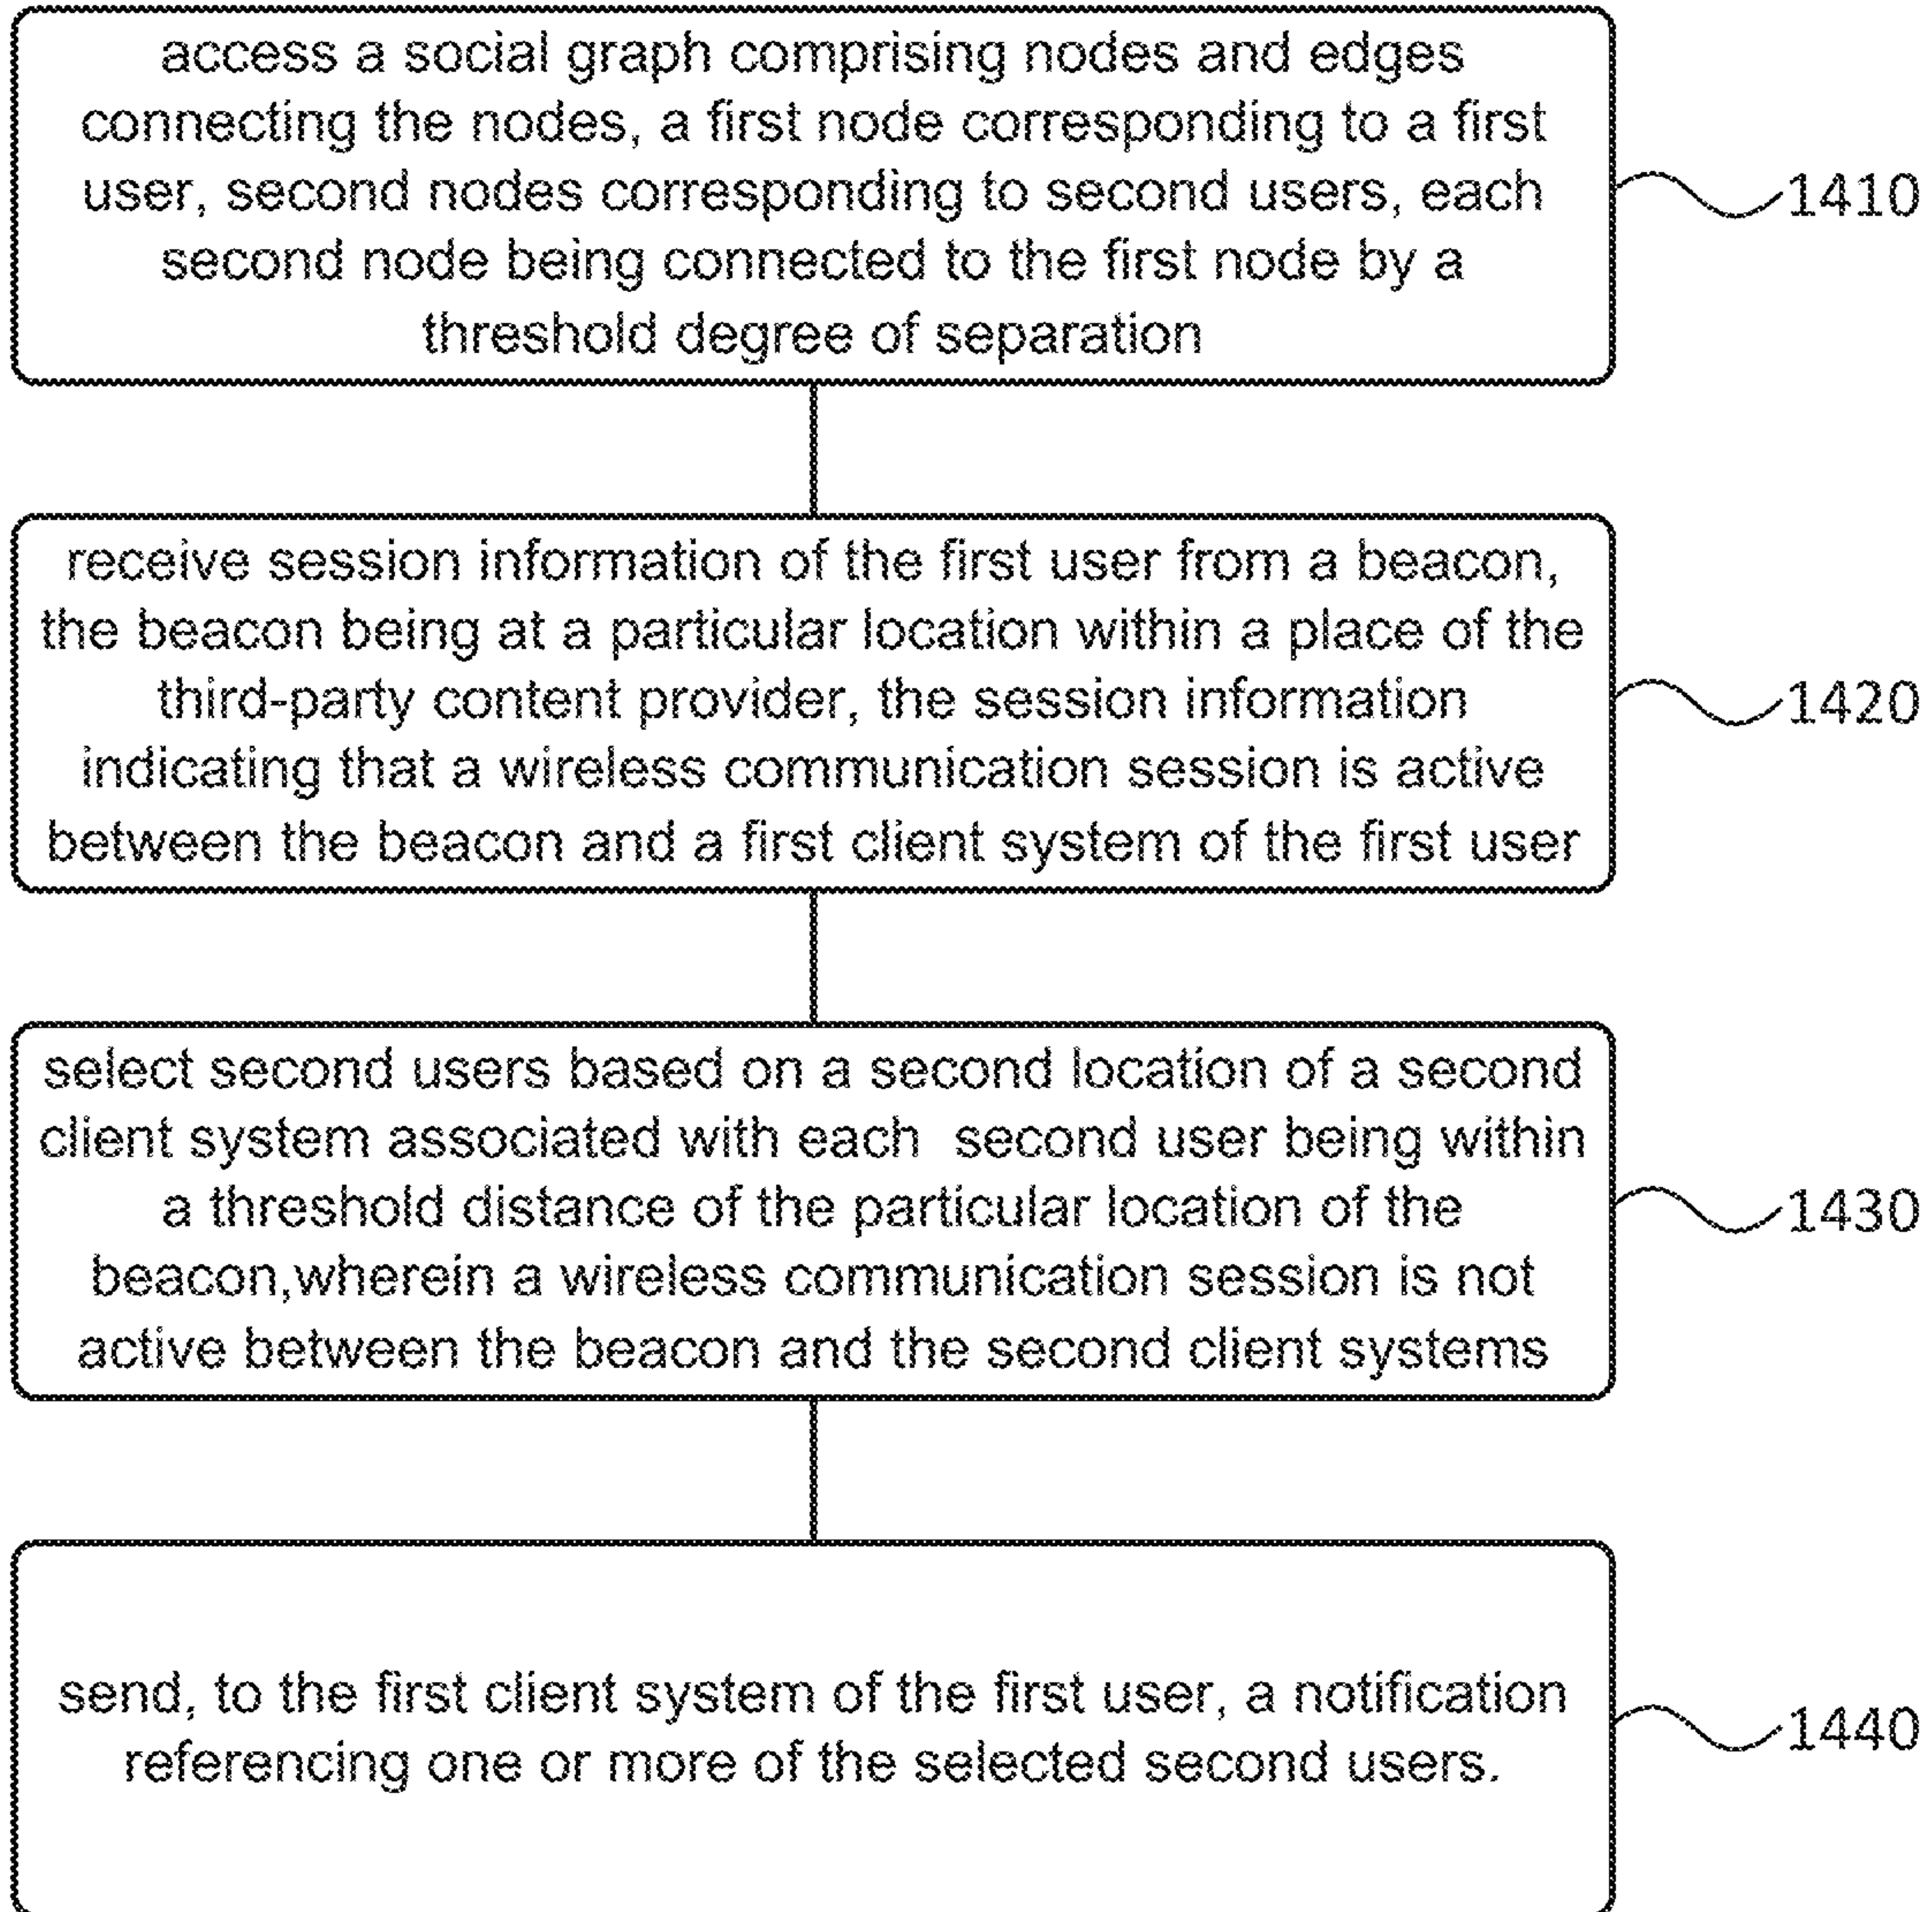 access a social graph comprising nodes and edges
connecting the nodes, a first node corresponding to a first
user, second nodes corresponding to second users, each
second node being connected to the first node by a
threshold degree of separation
1410
receive session information of the first user from a beacon,
the beacon being at a particular location within a place of the
third-party content provider, the session information
indicating that a wireless communication session is active
between the beacon and a first client system of the first user
1420
select second users based on a second location of a second
client system associated with each second user being within
a threshold distance of the particular location of the
beacon,wherein a wireless communication session is not
active between the beacon and the second client systems
1430
send, to the first client system of the first user, a notification
referencing one or more of the selected second users.
1440